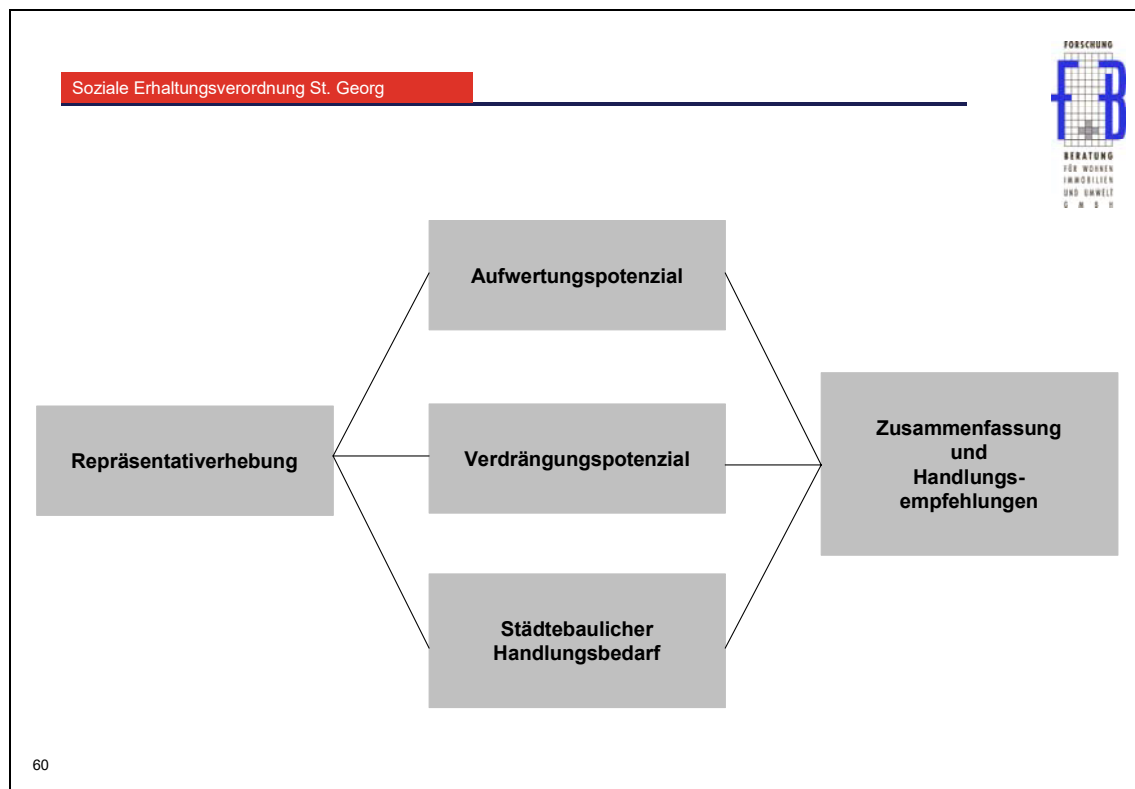 Soziale Erhaltungsverordnung St. Georg
FORSCHUNG
F+B
BERATUNG
FÜR WOHNEN
IMMOBILIEN
UND UMWELT
G M B H
Aufwertungspotenzial
Repräsentativerhebung
Verdrängungspotenzial
Zusammenfassung
und
Handlungs-
empfehlungen
Städtebaulicher
Handlungsbedarf
60